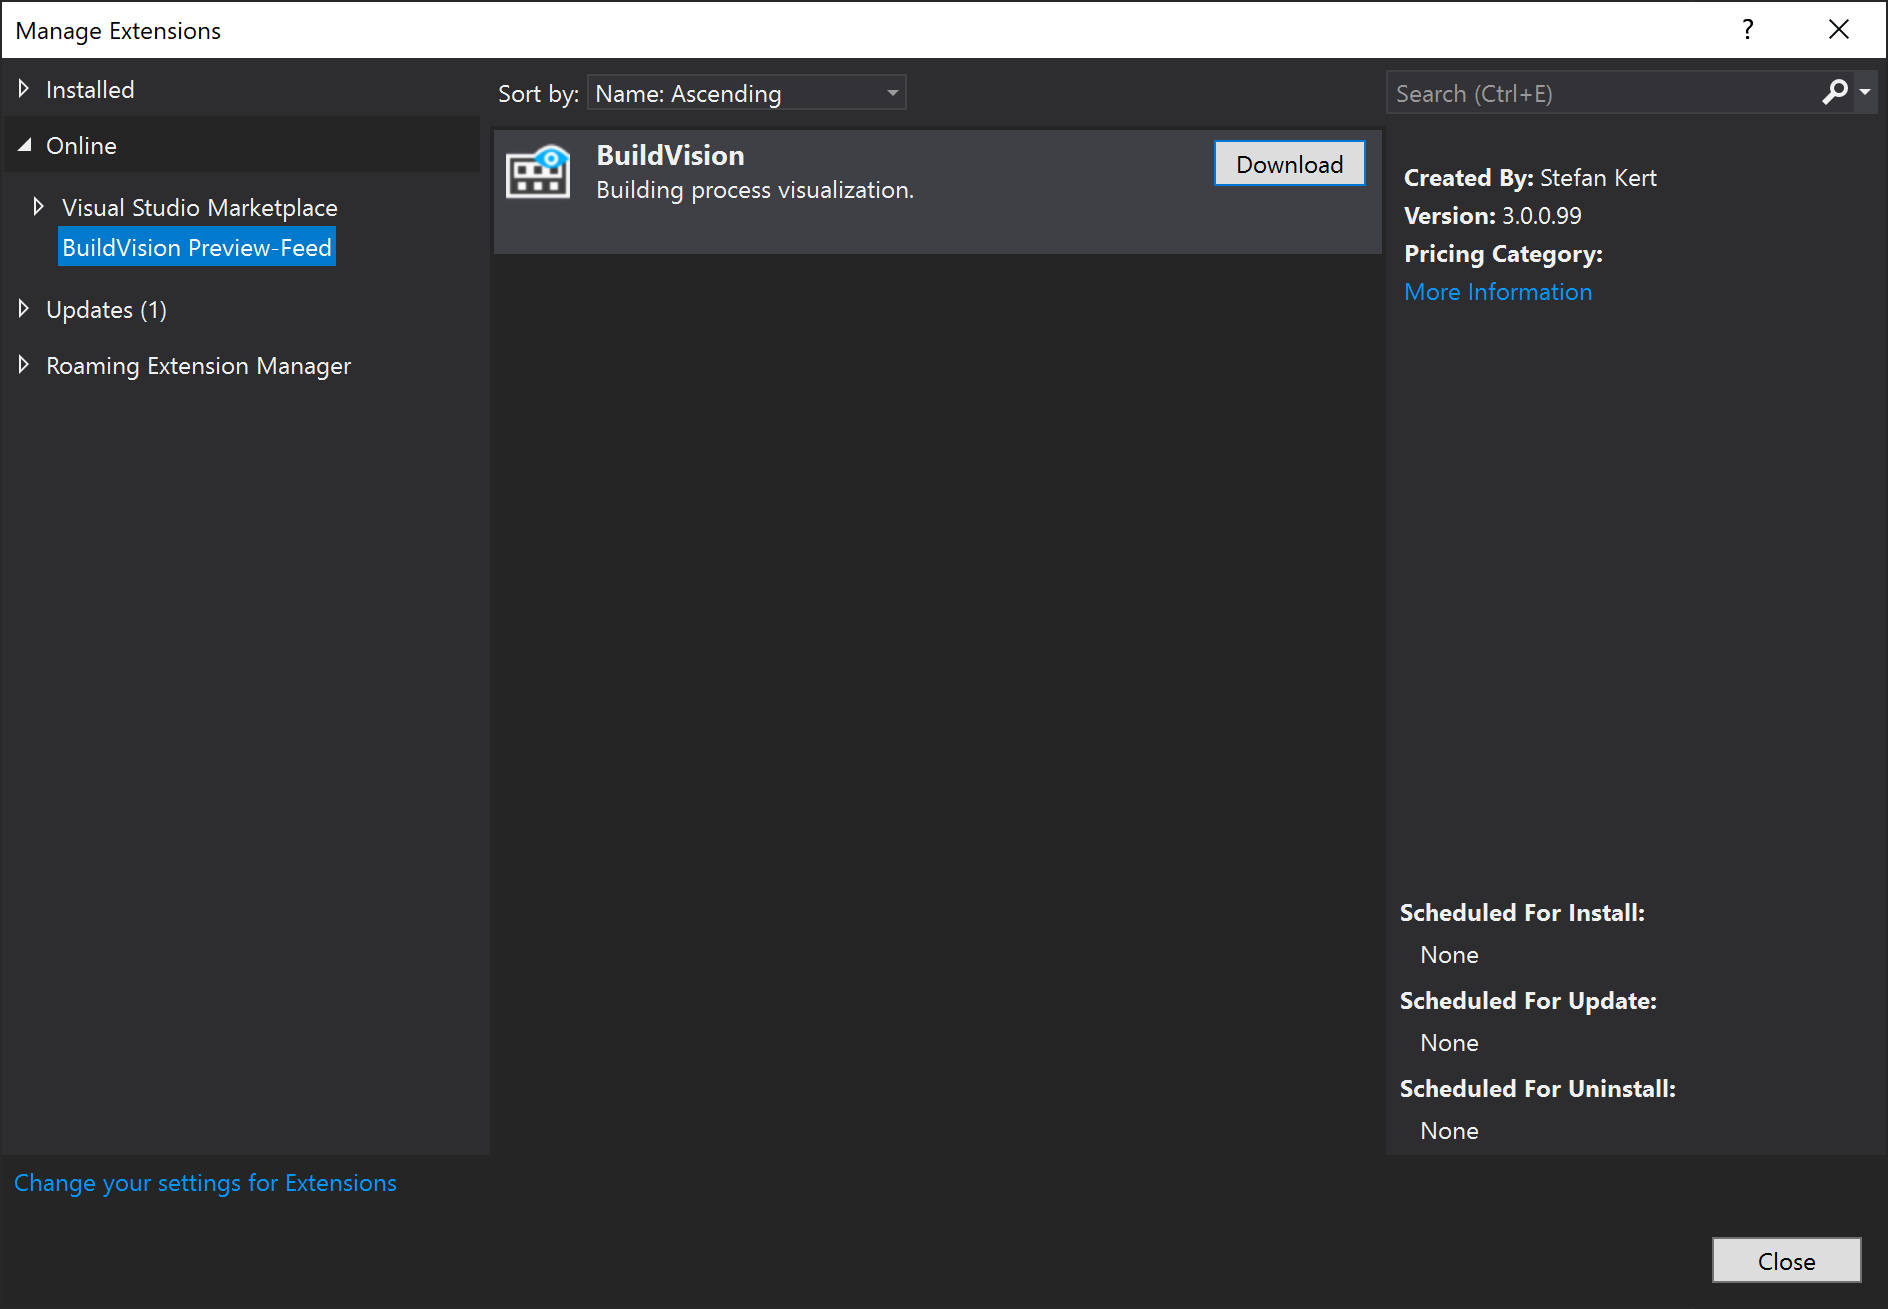 Manage Extensions
?
Installed
Online
Visual Studio Marketplace
BuildVision Preview-Feed
Updates (1)
Roaming Extension Manager
Sort by: Name: Ascending
BuildVision
Building process visualization.
Download
Search (Ctrl+E)
Created By: Stefan Kert
Version: 3.0.0.99
Pricing Category:
More Information
Scheduled For Install:
None
Scheduled For Update:
None
Scheduled For Uninstall:
None
Change your settings for Extensions
Close